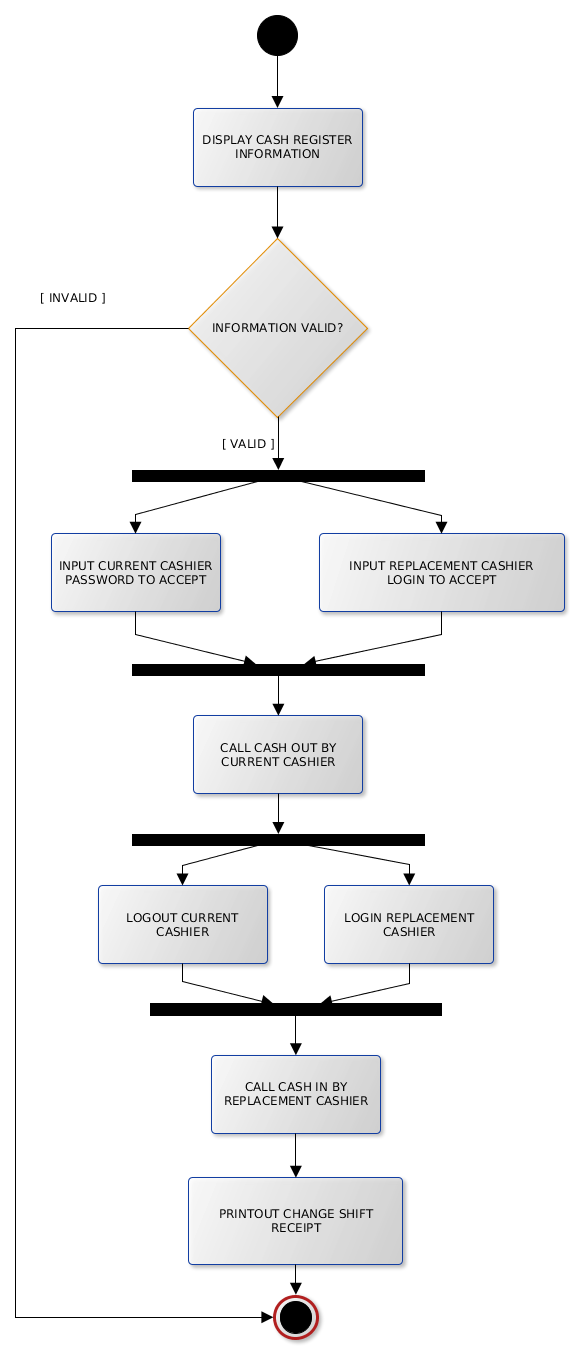 DISPLAY CASH REGISTER
INFORMATION
[ INVALID ]
INFORMATION VALID?
[ VALID ]
INPUT CURRENT CASHIER
PASSWORD TO ACCEPT
INPUT REPLACEMENT CASHIER
LOGIN TO ACCEPT
CALL CASH OUT BY
CURRENT CASHIER
LOGOUT CURRENT
CASHIER
LOGIN REPLACEMENT
CASHIER
CALL CASH IN BY
REPLACEMENT CASHIER
PRINTOUT CHANGE SHIFT
RECEIPT